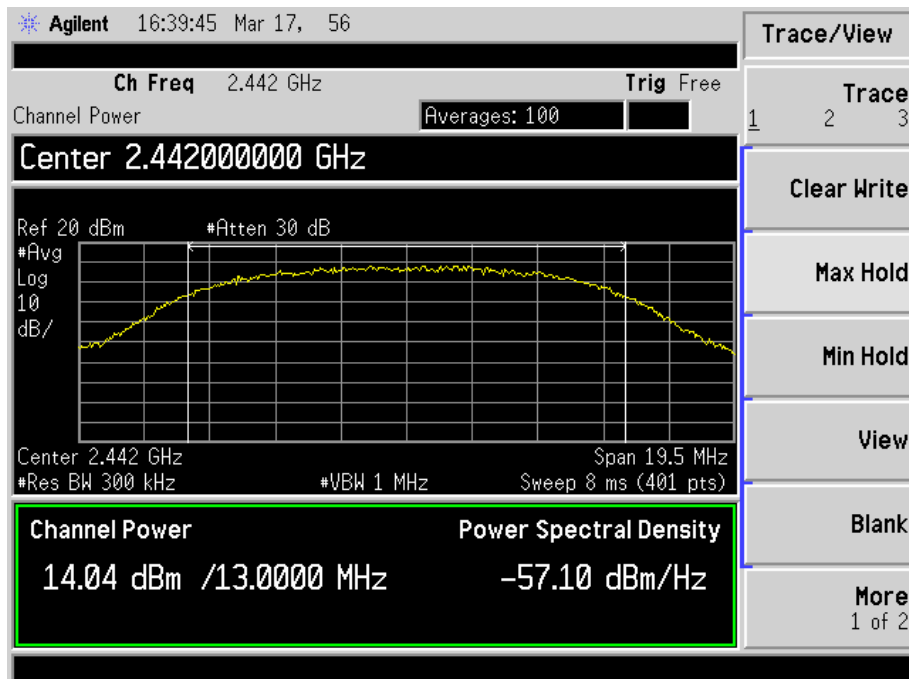 Agilent 16:39:45 Mar 17, 56
Trace/View
Ch Freq 2.442 GHz Trig Free
Channel Power Averages: 100
Center 2.442000000 GHz
Ref 20 dBm #Atten 30 dB
#Avg
Log
10
dB/
Center 2.442 GHz Span 19.5 MHz
#Res BW 300 kHz #VBW 1 MHz Sweep 8 ms (401 pts)
Channel Power Power Spectral Density
14.04 dBm /13.0000 MHz -57.10 dBm/Hz
Trace
1 2 3
Clear Write
Max Hold
Min Hold
View
Blank
More
1 of 2